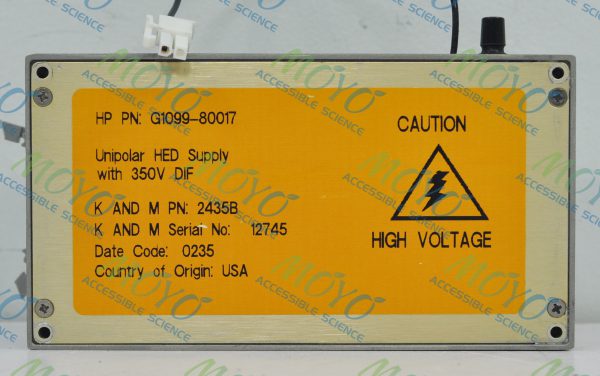 HP PN: G1099-80017
Unipolar HED Supply
with 350V DIF
K AND M PN: 2435B
K AND M Serial No: 12745
Date Code: 0235
Country of Origin: USA
CAUTION
HIGH VOLTAGE
MOYO
ACCESSIBLE SCIENCE